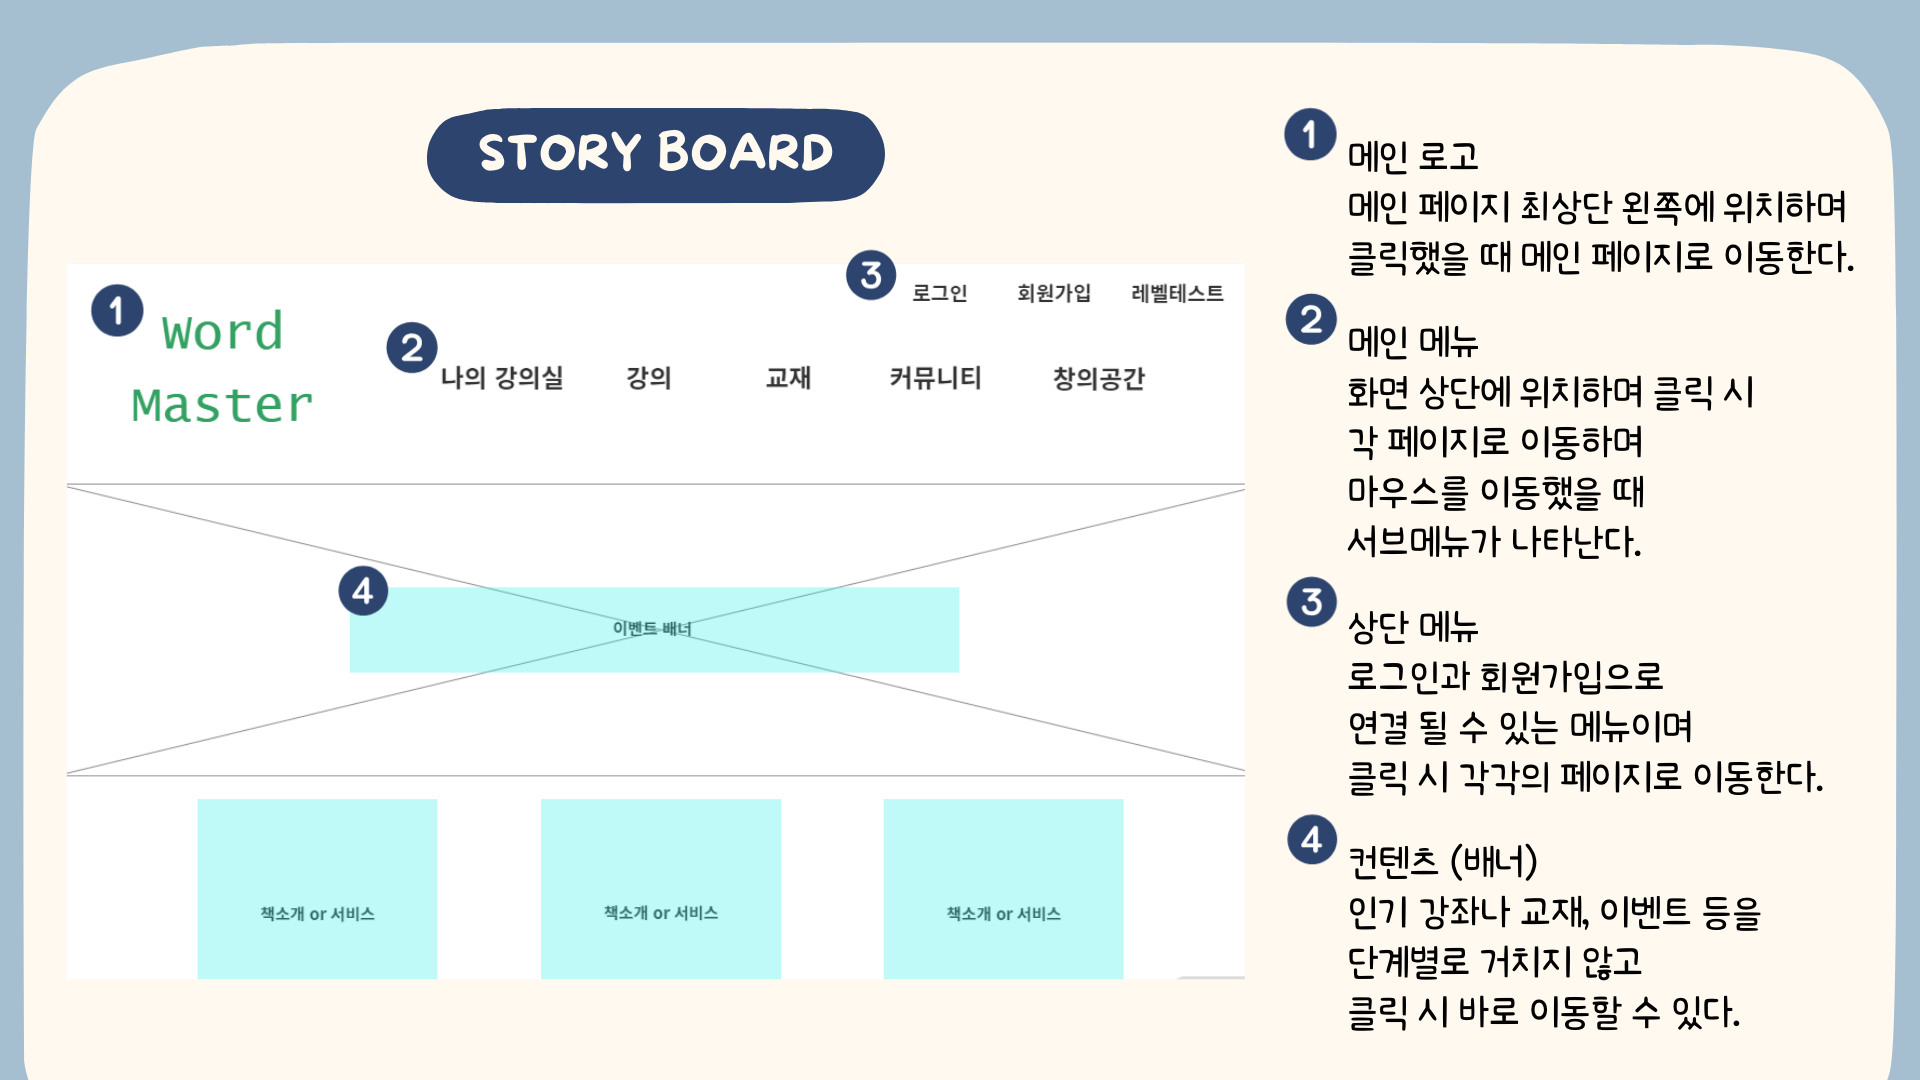 STORY BOARD
1
Word
Master
3
로그인 회원가입 레벨테스트
2
나의 강의실 강의 교재 커뮤니티 창의공간
4
이벤트 배너
책소개 or 서비스 책소개 or 서비스 책소개 or 서비스
1
메인 로고
메인 페이지 최상단 왼쪽에 위치하며
클릭했을 때 메인 페이지로 이동한다.
2
메인 메뉴
화면 상단에 위치하며 클릭 시
각 페이지로 이동하며
마우스를 이동했을 때
서브메뉴가 나타난다.
3
상단 메뉴
로그인과 회원가입으로
연결 될 수 있는 메뉴이며
클릭 시 각각의 페이지로 이동한다.
4
컨텐츠 (배너)
인기 강좌나 교재, 이벤트 등을
단계별로 거치지 않고
클릭 시 바로 이동할 수 있다.